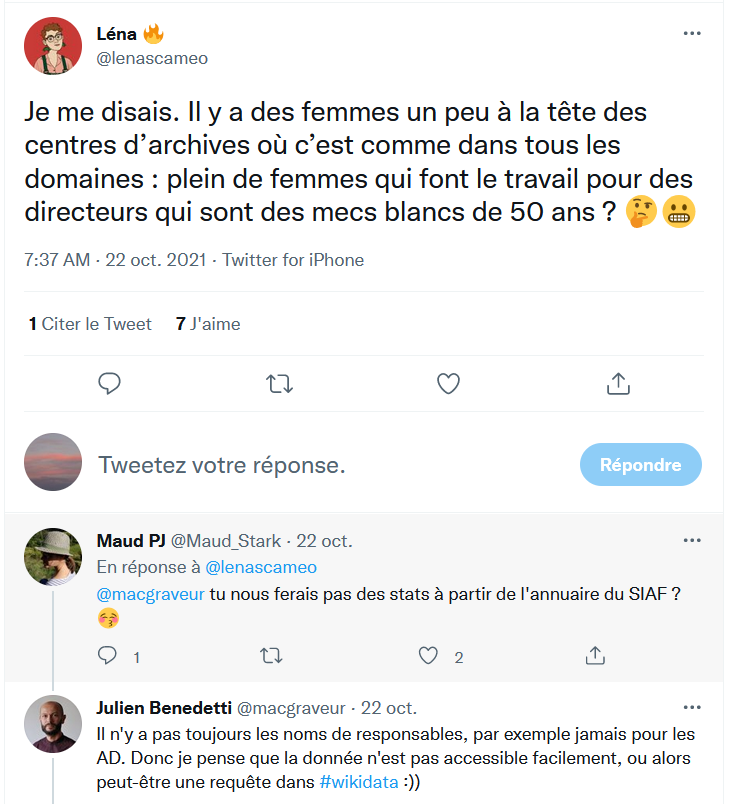 Léna 🔥
@lenascameo
Je me disais. Il y a des femmes un peu à la tête des
centres d’archives où c’est comme dans tous les
domaines : plein de femmes qui font le travail pour des
directeurs qui sont des mecs blancs de 50 ans ? 🤔😬
7:37 AM · 22 oct. 2021 · Twitter for iPhone
1 Citer le Tweet 7 J'aime
Tweetez votre réponse.
Répondre
Maud PJ @Maud_Stark · 22 oct.
En réponse à @lenascameo
@macgraveur tu nous ferais pas des stats à partir de l'annuaire du SIAF ?
😚
1 2
Julien Benedetti @macgraveur · 22 oct.
Il n'y a pas toujours les noms de responsables, par exemple jamais pour les
AD. Donc je pense que la donnée n'est pas accessible facilement, ou alors
peut-être une requête dans #wikidata :))